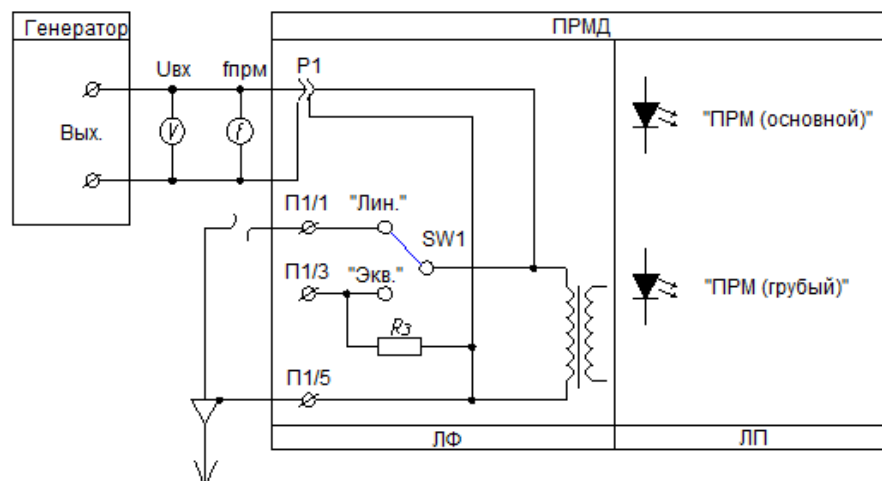 Генератор
ПРМД
Uвх
fпрм
Р1
V
f
Вых.
"ПРМ (основной)"
П1/1
"Лин."
SW1
П1/3
"Экв."
"ПРМ (грубый)"
Rз
П1/5
ЛФ
ЛП